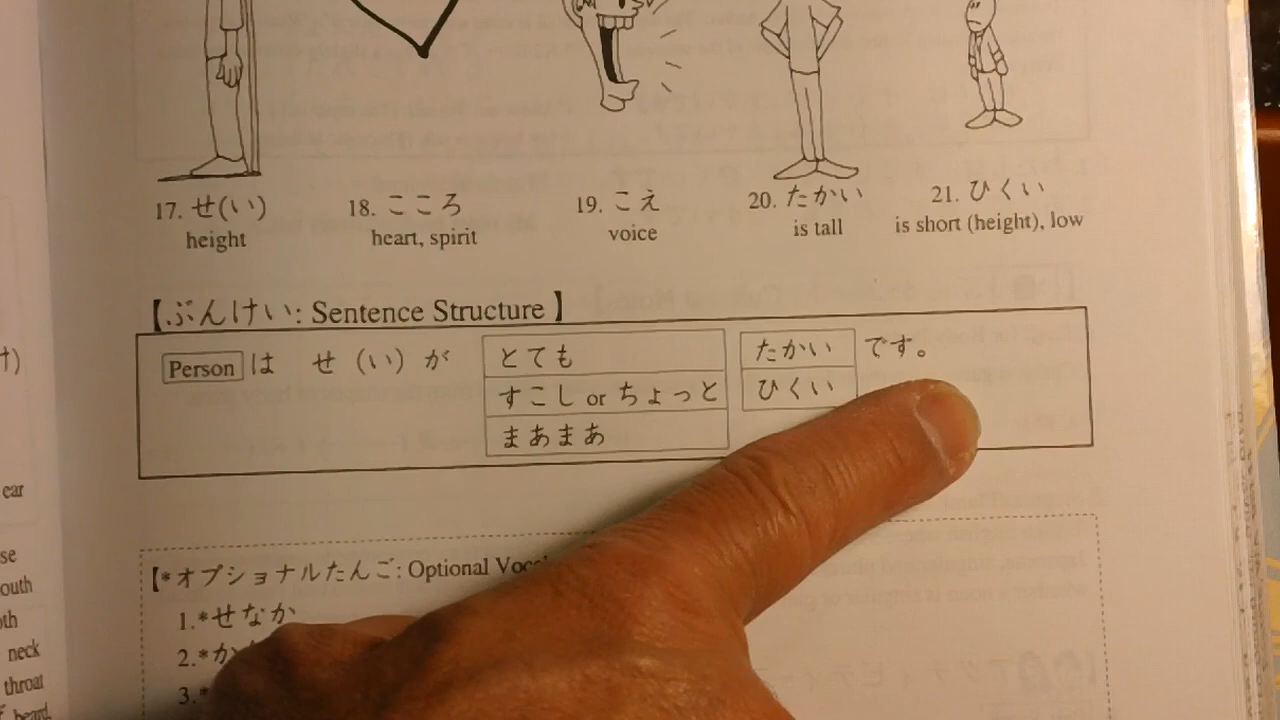 17. せ(い)
height
18. こころ
heart, spirit
19. こえ
voice
20. たかい
is tall
21. ひくい
is short (height), low
【ぶんけい: Sentence Structure】
Person は せ (い) が とても たかい です。
すこし or ちょっと ひくい
まあまあ
【*オプショナルたんご: Optional
1.*せなか
2.*
3.*
ear
neck
throat
beard